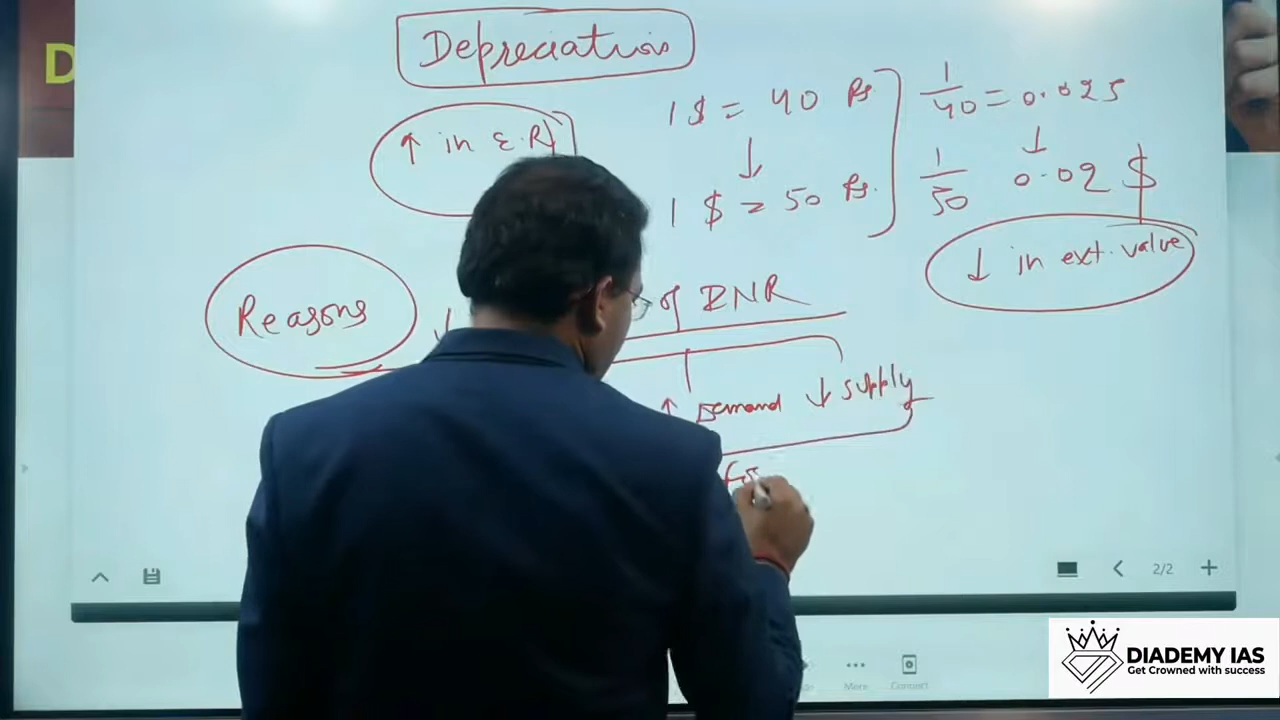 D
Depreciation
↑ in E.R
1 $ = 40 Rs
↓
1 $ = 50 Rs.
1/40 = 0.025
↓
1/50 0.02 $
↓ in ext. value
Reasons
↓ of INR
↑ Demand ↓ supply
2/2
More
DIADEMY IAS
Get Crowned with success